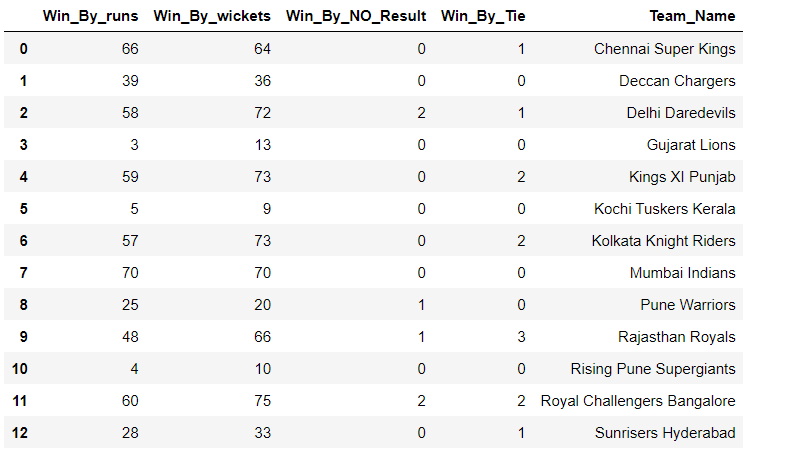 Win_By_runs Win_By_wickets Win_By_NO_Result Win_By_Tie Team_Name
0 66 64 0 1 Chennai Super Kings
1 39 36 0 0 Deccan Chargers
2 58 72 2 1 Delhi Daredevils
3 3 13 0 0 Gujarat Lions
4 59 73 0 2 Kings XI Punjab
5 5 9 0 0 Kochi Tuskers Kerala
6 57 73 0 2 Kolkata Knight Riders
7 70 70 0 0 Mumbai Indians
8 25 20 1 0 Pune Warriors
9 48 66 1 3 Rajasthan Royals
10 4 10 0 0 Rising Pune Supergiants
11 60 75 2 2 Royal Challengers Bangalore
12 28 33 0 1 Sunrisers Hyderabad